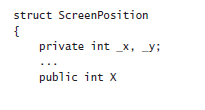 struct ScreenPosition
{
    private int _x, _y;
    ...
    public int X